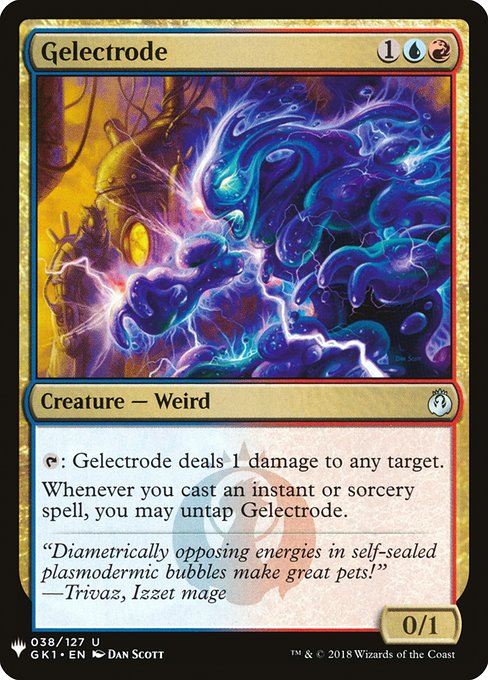 Gelectrode 1
Dan Scott
Creature — Weird
: Gelectrode deals 1 damage to any target.
Whenever you cast an instant or sorcery
spell, you may untap Gelectrode.
“Diametrically opposing energies in self-sealed
plasmodermic bubbles make great pets!”
—Trivaz, Izzet mage
0/1
038/127 U
GK1 • EN Dan Scott
™ & © 2018 Wizards of the Coast